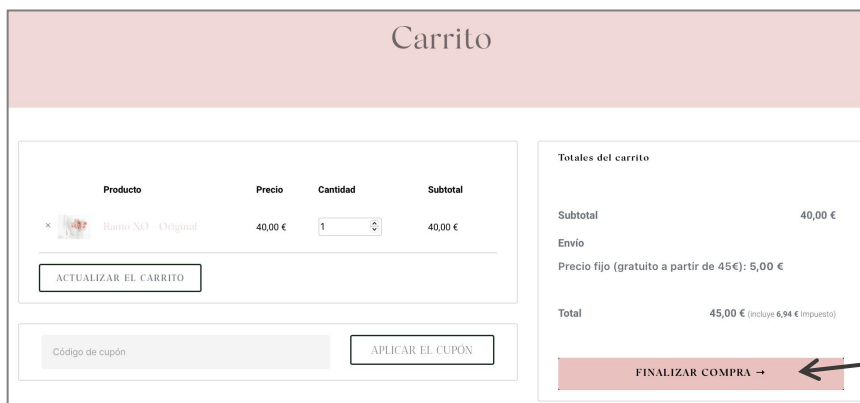 Carrito
Producto Precio Cantidad Subtotal
× Ramo XO Original 40,00 € 1 40,00 €
ACTUALIZAR EL CARRITO
Código de cupón APLICAR EL CUPÓN
Totales del carrito
Subtotal 40,00 €
Envío
Precio fijo (gratuito a partir de 45€): 5,00 €
Total 45,00 € (incluye 6,94 € Impuesto)
FINALIZAR COMPRA →